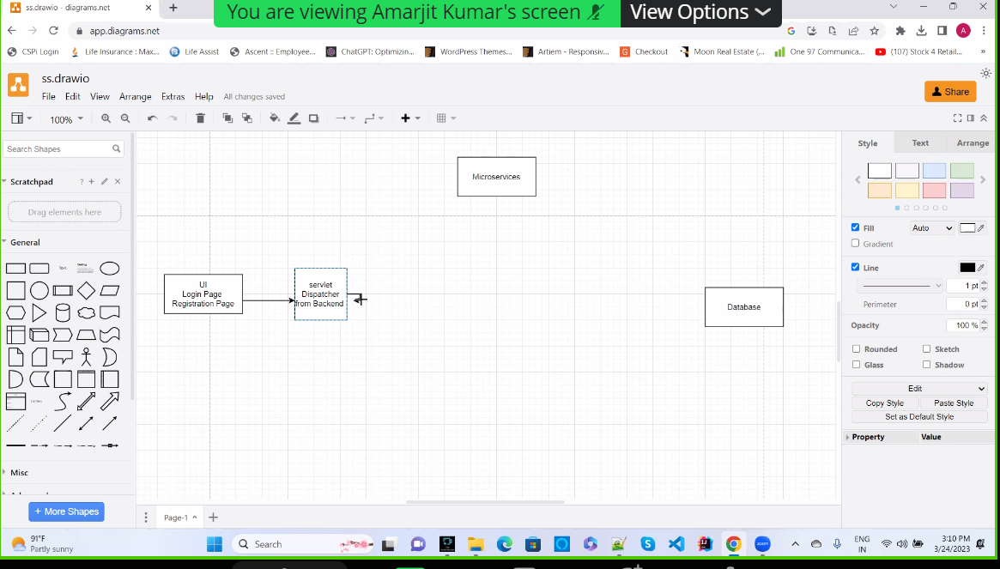 ss.drawio - diagrams.net
You are viewing Amarjit Kumar's screen
View Options
app.diagrams.net
A
CSPi Login
Life Insurance : Max...
Life Assist
Ascent :: Employee...
ChatGPT: Optimizin...
WordPress Themes...
Artiem - Responsiv...
Checkout
Moon Real Estate (...
One 97 Communica...
(107) Stock 4 Retail...
»
ss.drawio
File Edit View Arrange Extras Help All changes saved
Share
100%
Search Shapes
Scratchpad
?
Drag elements here
General
Text
Heading
Misc
+ More Shapes
Microservices
UI
Login Page
Registration Page
servlet
Dispatcher
from Backend
Database
Style Text Arrange
Fill Auto
Gradient
Line 1 pt
Perimeter 0 pt
Opacity 100 %
Rounded Sketch
Glass Shadow
Edit
Copy Style Paste Style
Set as Default Style
Property Value
Page-1
91°F
Partly sunny
Search
zoom
ENG
IN
3:10 PM
3/24/2023